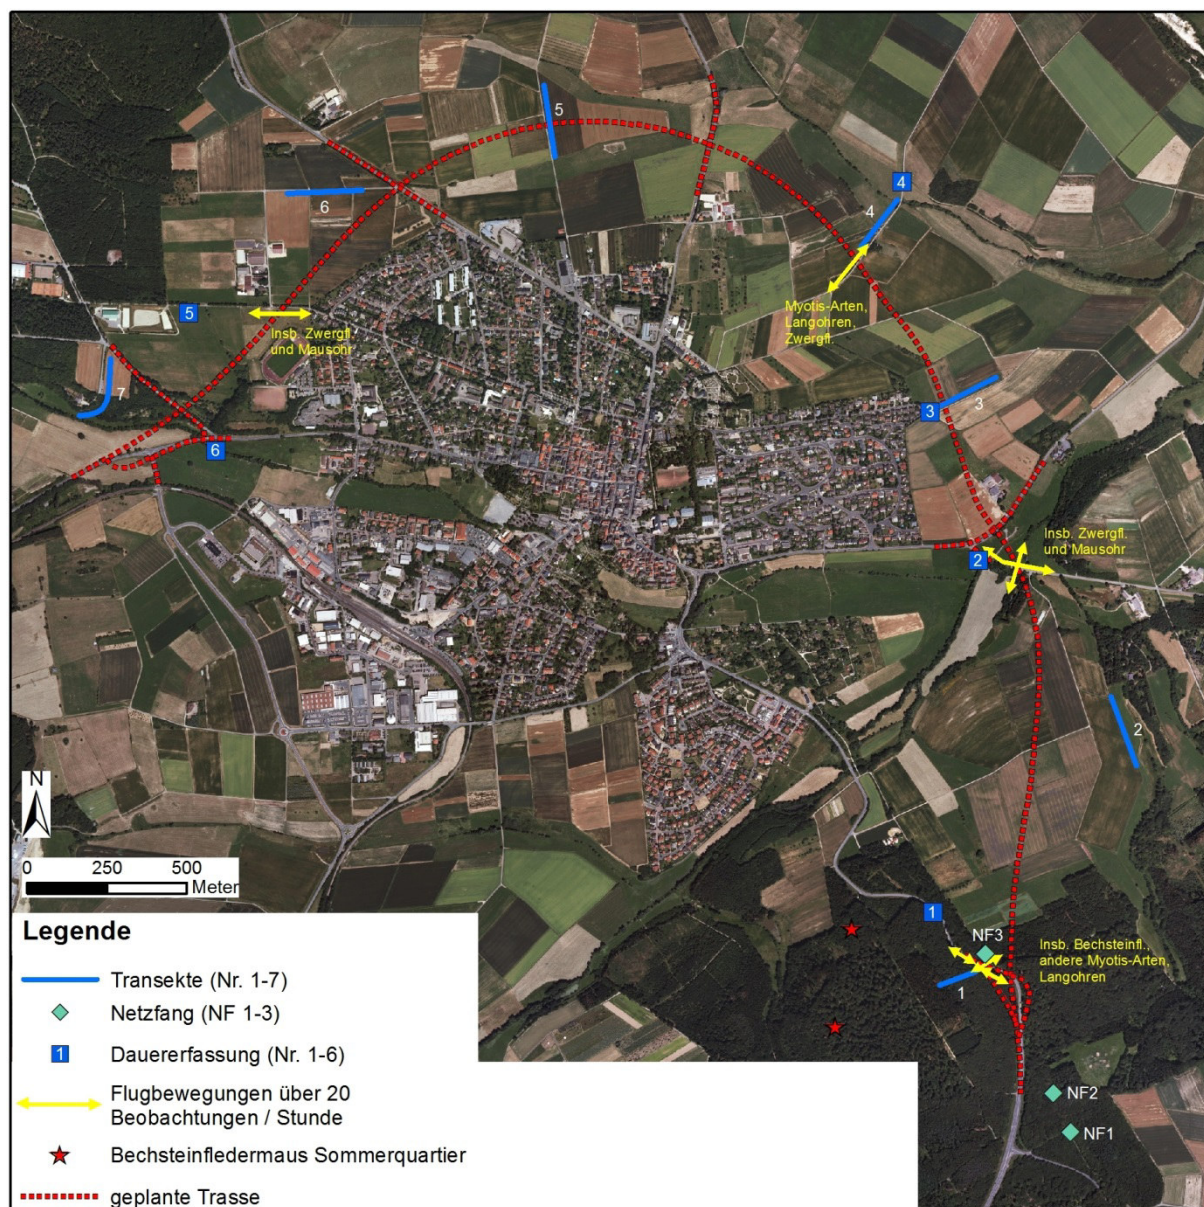 5
4
6
4
Myotis-Arten,
Langohren,
Zwergfl.
5
Insb. Zwergfl.
und Mausohr
7
3
3
6
Insb. Zwergfl.
und Mausohr
2
2
N
0 250 500
Meter
1
NF3
Insb. Bechsteinfl.,
andere Myotis-Arten,
Langohren
1
NF2
NF1
Legende
Transekte (Nr. 1-7)
Netzfang (NF 1-3)
1 Dauererfassung (Nr. 1-6)
Flugbewegungen über 20
Beobachtungen / Stunde
Bechsteinfledermaus Sommerquartier
geplante Trasse